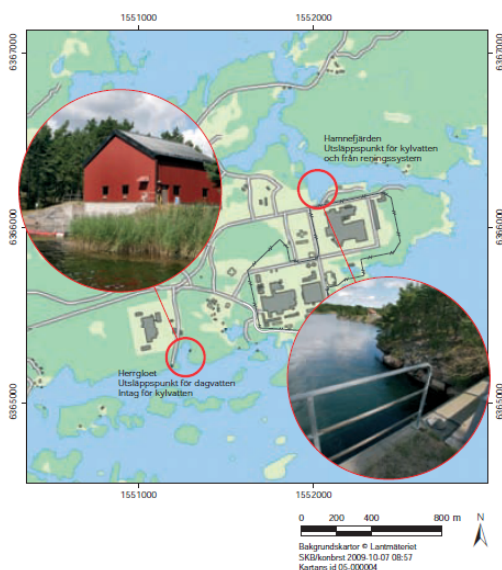 1551000
1552000
6367000
6367000
Hamnefjärden
Utsläppspunkt för kylvatten
och från reningssystem
6366000
6366000
Herrgloet
Utsläppspunkt för dagvatten
Intag för kylvatten
6365000
6365000
1551000
1552000
0 200 400 800 m
N
Bakgrundskartor © Lantmäteriet
SKB/konbrst 2009-10-07 08:57
Kartans id 05-000004